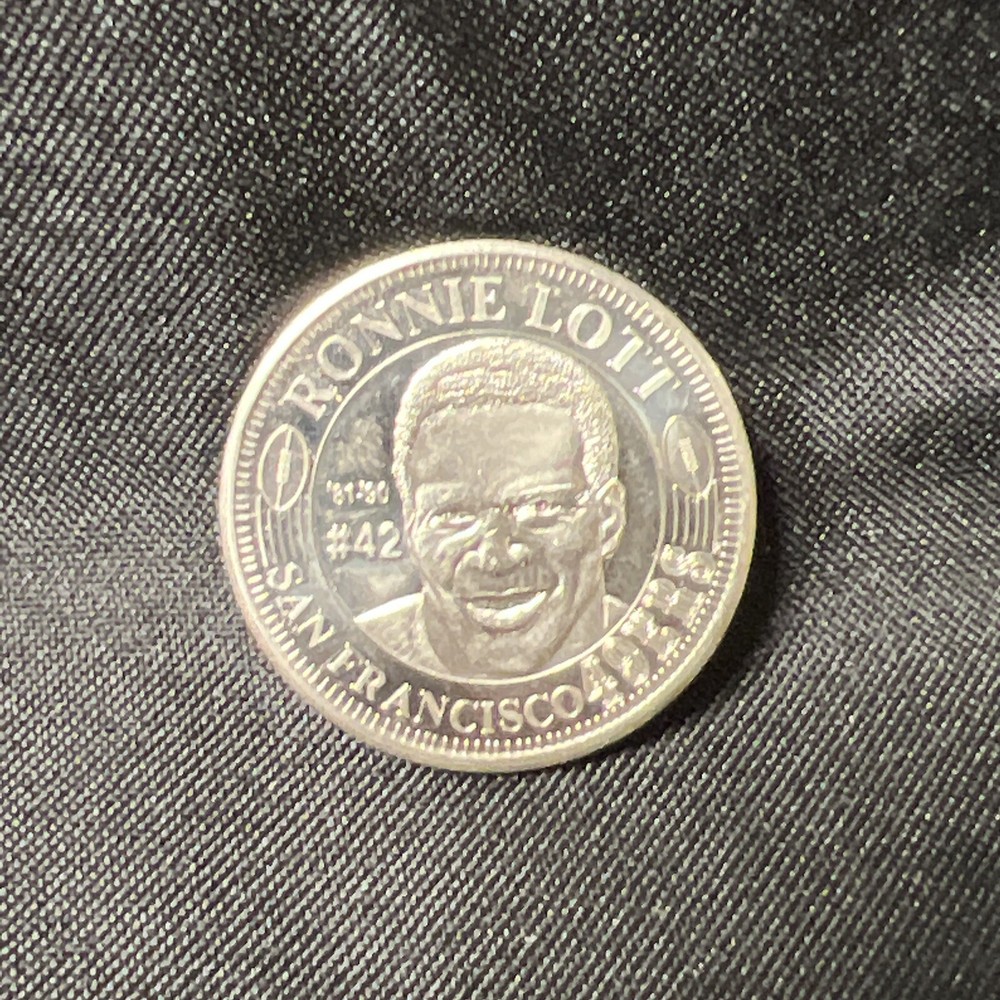 RONNIE LOTT
'81-'90
#42
SAN FRANCISCO 49ERS